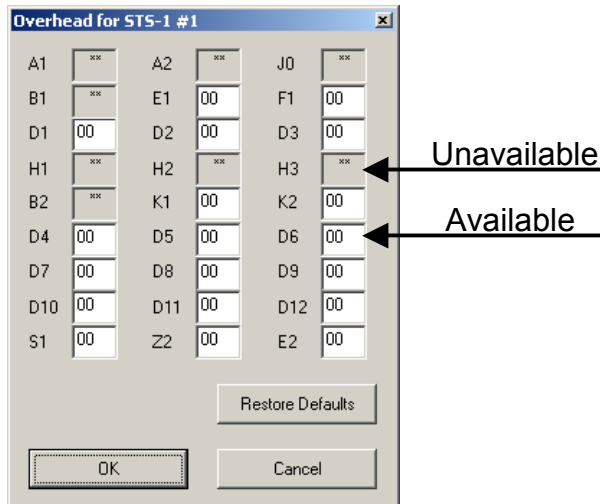 Overhead for STS-1 #1
A1 ** A2 ** J0 **
B1 ** E1 00 F1 00
D1 00 D2 00 D3 00
H1 ** H2 ** H3 ** Unavailable
B2 ** K1 00 K2 00
D4 00 D5 00 D6 00 Available
D7 00 D8 00 D9 00
D10 00 D11 00 D12 00
S1 00 Z2 00 E2 00
Restore Defaults
OK Cancel